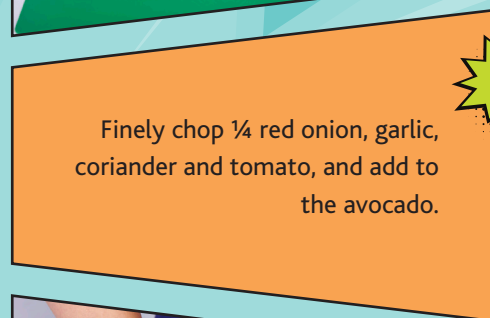 Finely chop ¼ red onion, garlic,
coriander and tomato, and add to
the avocado.